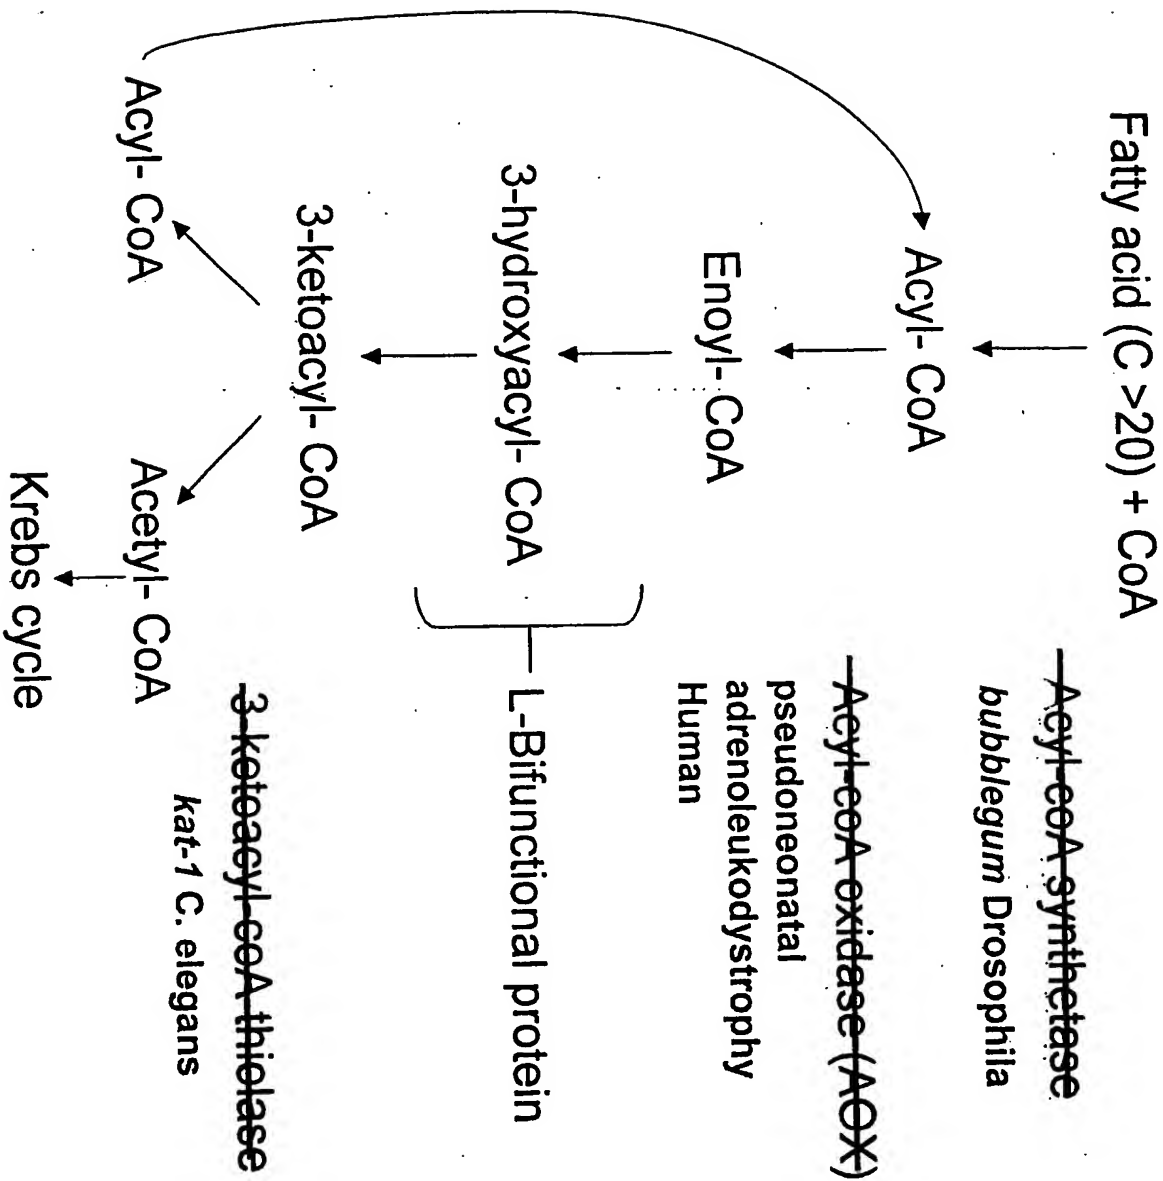 Fatty acid (C >20) + CoA
Acyl-coA synthetase
bubblegum Drosophila
Acyl- CoA
Acyl-coA oxidase (AOX)
pseudoneonatal
adrenoleukodystrophy
Human
Enoyl- CoA
3-hydroxyacyl- CoA
L-Bifunctional protein
3-ketoacyl- CoA
3-ketoacyl-coA thiolase
kat-1 C. elegans
Acyl- CoA
Acetyl- CoA
Krebs cycle